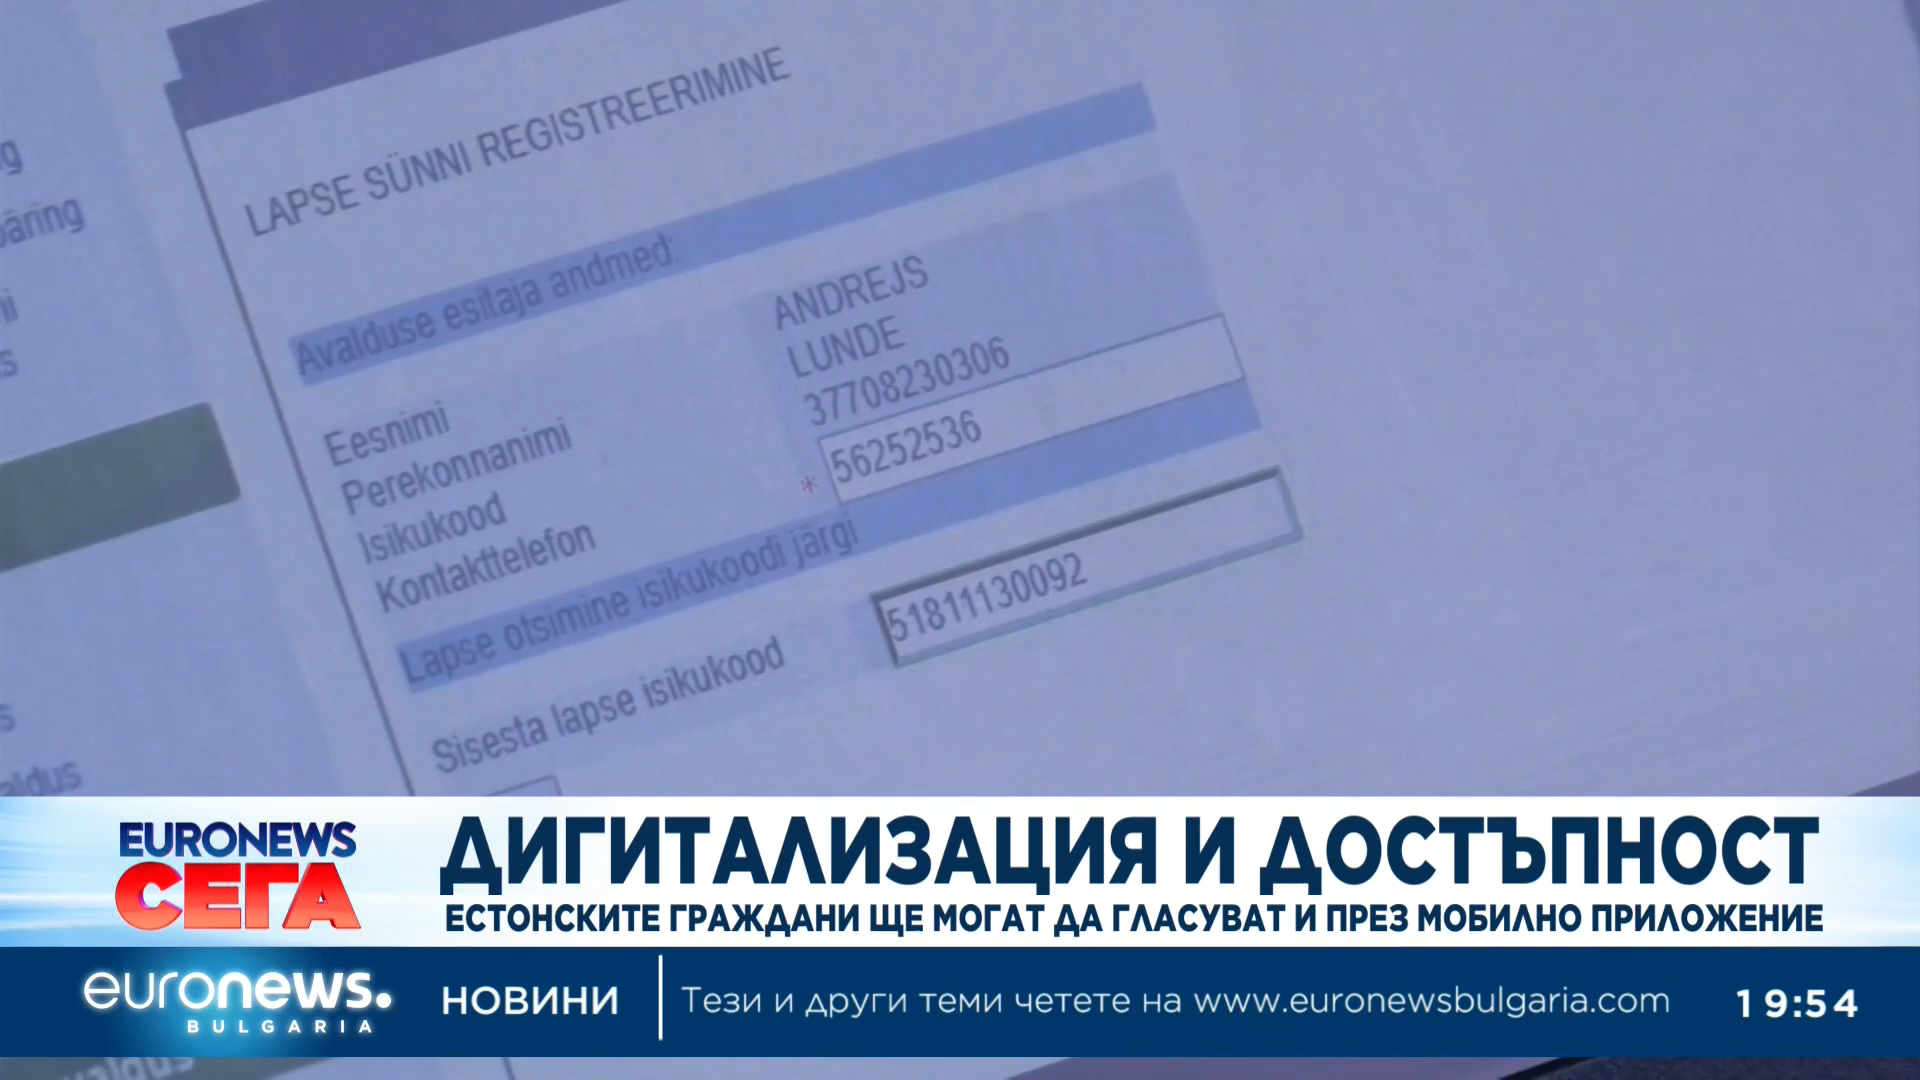 LAPSE SÜNNI REGISTREERIMINE
Avalduse esitaja andmed:
Eesnimi ANDREJS
Perekonnanimi LUNDE
Isikukood 37708230306
Kontakttelefon * 56252536
Lapse otsimine isikukoodi järgi
Sisesta lapse isikukood 51811130092
EURONEWS
СЕГА
ДИГИТАЛИЗАЦИЯ И ДОСТЪПНОСТ
ЕСТОНСКИТЕ ГРАЖДАНИ ЩЕ МОГАТ ДА ГЛАСУВАТ И ПРЕЗ МОБИЛНО ПРИЛОЖЕНИЕ
euronews.
BULGARIA
НОВИНИ
Тези и други теми четете на www.euronewsbulgaria.com
19:54